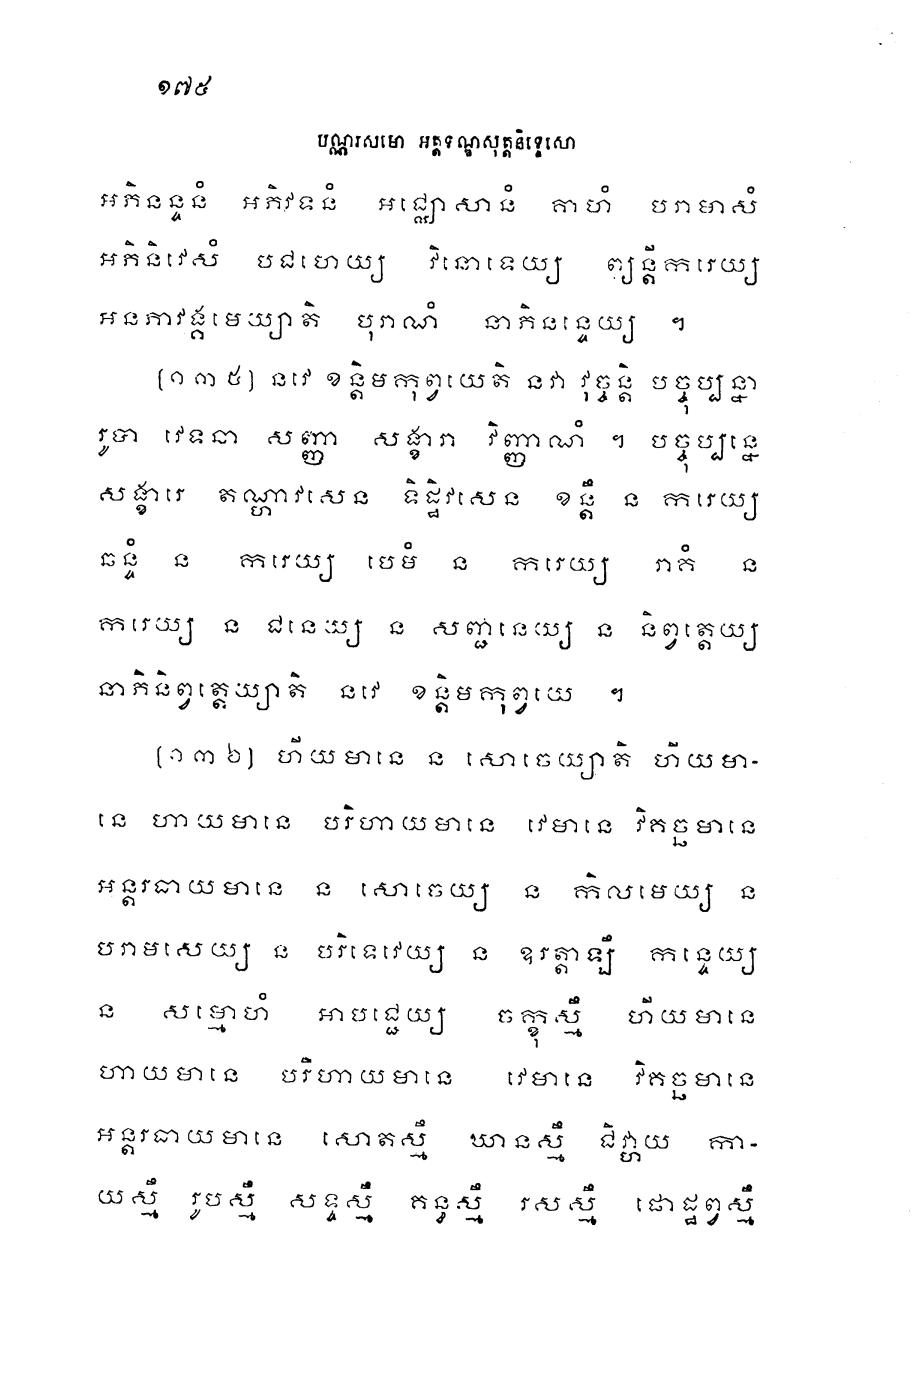 ១៧៥
បណ្ណរសមោ អត្តទណ្ឌសុត្តនិទ្ទេសោ
អភិនន្ទនំ អភិវទនំ អជ្ឈោសានំ គាហំ បរាមាសំ
អភិនិវេសំ បជហេយ្យ វិនោទេយ្យ ព្យន្តីករេយ្យ
អនភាវង្គមេយ្យាតិ បុរាណំ នាភិនន្ទេយ្យ ។
(១៣៥) នវេ ខន្តិមកុព្វយេតិ នវា វុច្ចន្តិ បច្ចុប្បន្នា
រូបា វេទនា សញ្ញា សង្ខារា វិញ្ញាណំ ។ បច្ចុប្បន្នេ
សង្ខារេ តណ្ហាវសេន ទិដ្ឋិវសេន ខន្តឹ ន ករេយ្យ
ឆន្ទំ ន ករេយ្យ បេមំ ន ករេយ្យ រាគំ ន
ករេយ្យ ន ជនេយ្យ ន សញ្ជនេយ្យ ន និព្វត្តេយ្យ
នាភិនិព្វត្តេយ្យាតិ នវេ ខន្តិមកុព្វយេ ។
(១៣៦) ហីយមានេ ន សោចេយ្យាតិ ហីយមា-
នេ ហាយមានេ បរិហាយមានេ វេមានេ វិគច្ឆមានេ
អន្តរធាយមានេ ន សោចេយ្យ ន កិលមេយ្យ ន
បរាមសេយ្យ ន បរិទេវេយ្យ ន ឧរត្តាឡឹ កន្ទេយ្យ
ន សម្មោហំ អាបជ្ជេយ្យ ចក្ខុស្មឹ ហីយមានេ
ហាយមានេ បរិហាយមានេ វេមានេ វិគច្ឆមានេ
អន្តរធាយមានេ សោតស្មឹ ឃានស្មឹ ជិវ្ហាយ កា-
យស្មឹ រូបស្មឹ សទ្ទស្មឹ គន្ធស្មឹ រសស្មឹ ផោដ្ឋព្វស្មឹ